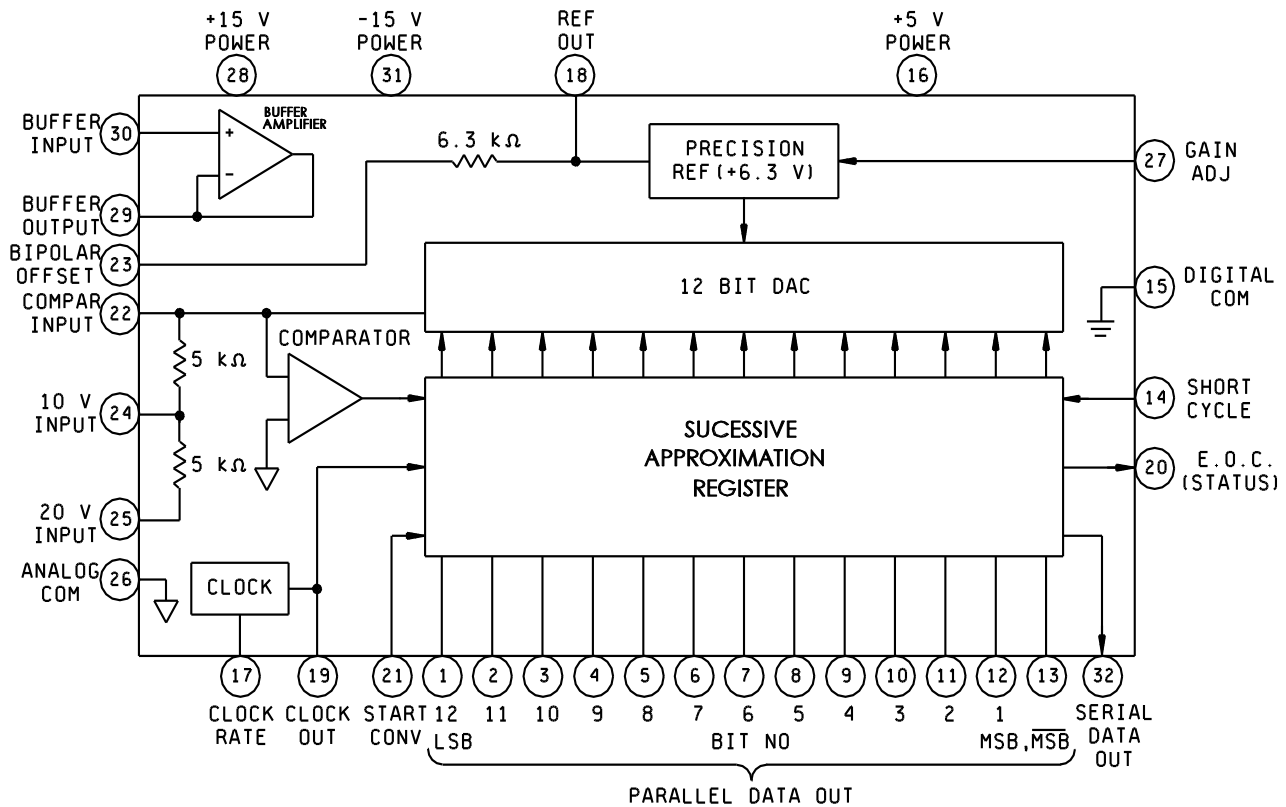 +15 V
POWER
-15 V
POWER
REF
OUT
+5 V
POWER
28
31
18
16
BUFFER
INPUT
30
BUFFER
AMPLIFIER
+
-
6.3 kΩ
PRECISION
REF (+6.3 V)
27
GAIN
ADJ
BUFFER
OUTPUT
29
BIPOLAR
OFFSET
23
12 BIT DAC
15
DIGITAL
COM
COMPAR
INPUT
22
COMPARATOR
5 kΩ
10 V
INPUT
24
5 kΩ
SUCESSIVE
APPROXIMATION
REGISTER
14
SHORT
CYCLE
20
E.O.C.
(STATUS)
20 V
INPUT
25
ANALOG
COM
26
CLOCK
17
19
21
1
2
3
4
5
6
7
8
9
10
11
12
13
32
CLOCK
RATE
CLOCK
OUT
START
CONV
12
11
10
9
8
7
6
5
4
3
2
1
LSB
BIT NO
MSB, M̅S̅B̅
SERIAL
DATA
OUT
PARALLEL DATA OUT